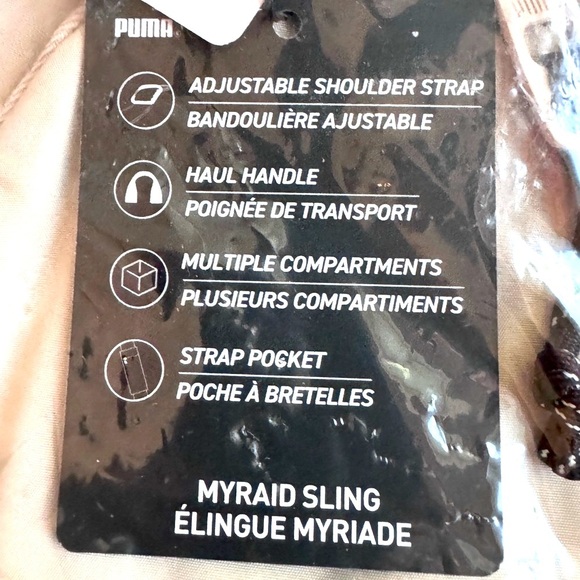 PUMA
ADJUSTABLE SHOULDER STRAP
BANDOULIÈRE AJUSTABLE
HAUL HANDLE
POIGNÉE DE TRANSPORT
MULTIPLE COMPARTMENTS
PLUSIEURS COMPARTIMENTS
STRAP POCKET
POCHE À BRETELLES
MYRAID SLING
ÉLINGUE MYRIADE